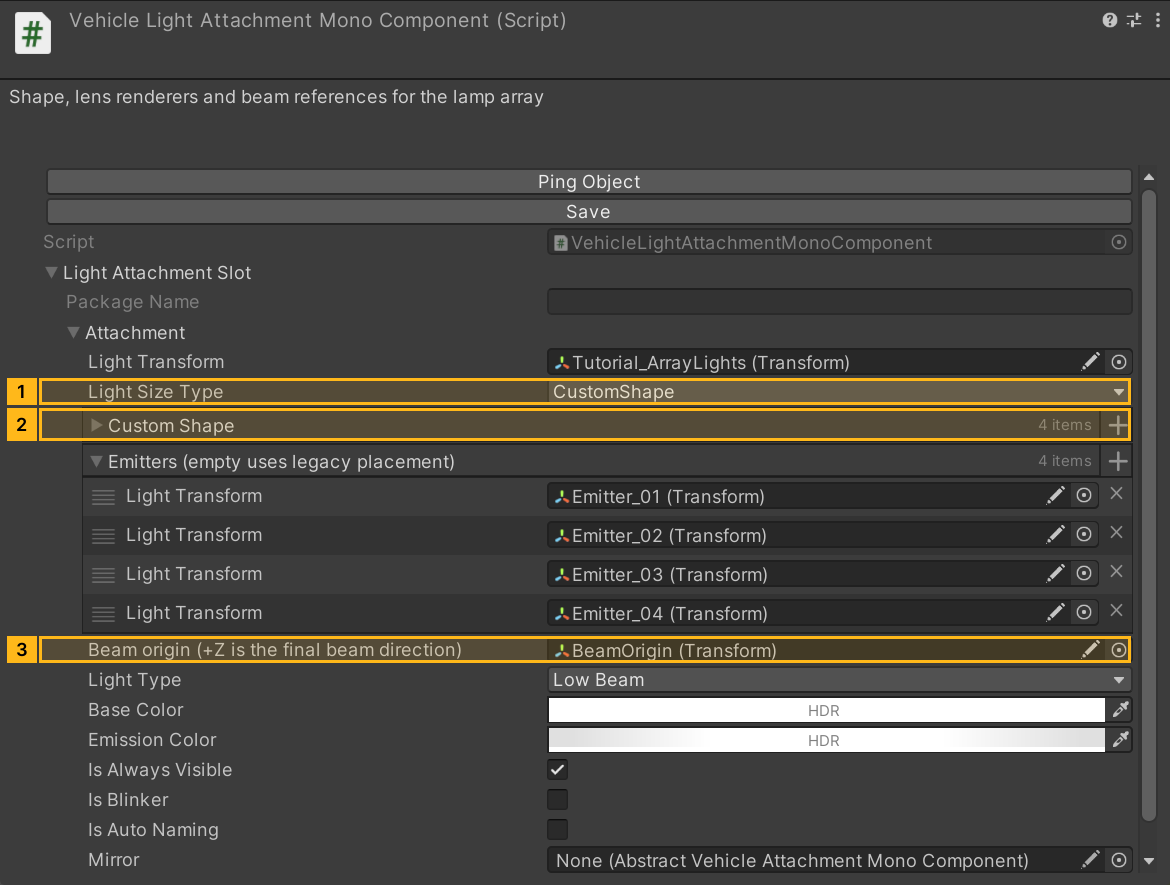 Vehicle Light Attachment Mono Component (Script)
#
Shape, lens renderers and beam references for the lamp array
Ping Object
Save
Script VehicleLightAttachmentMonoComponent
Light Attachment Slot
Package Name
Attachment
Light Transform Tutorial_ArrayLights (Transform)
1 Light Size Type CustomShape
2 Custom Shape 4 items
Emitters (empty uses legacy placement) 4 items
Light Transform Emitter_01 (Transform)
Light Transform Emitter_02 (Transform)
Light Transform Emitter_03 (Transform)
Light Transform Emitter_04 (Transform)
3 Beam origin (+Z is the final beam direction) BeamOrigin (Transform)
Light Type Low Beam
Base Color HDR
Emission Color HDR
Is Always Visible
Is Blinker
Is Auto Naming
Mirror None (Abstract Vehicle Attachment Mono Component)